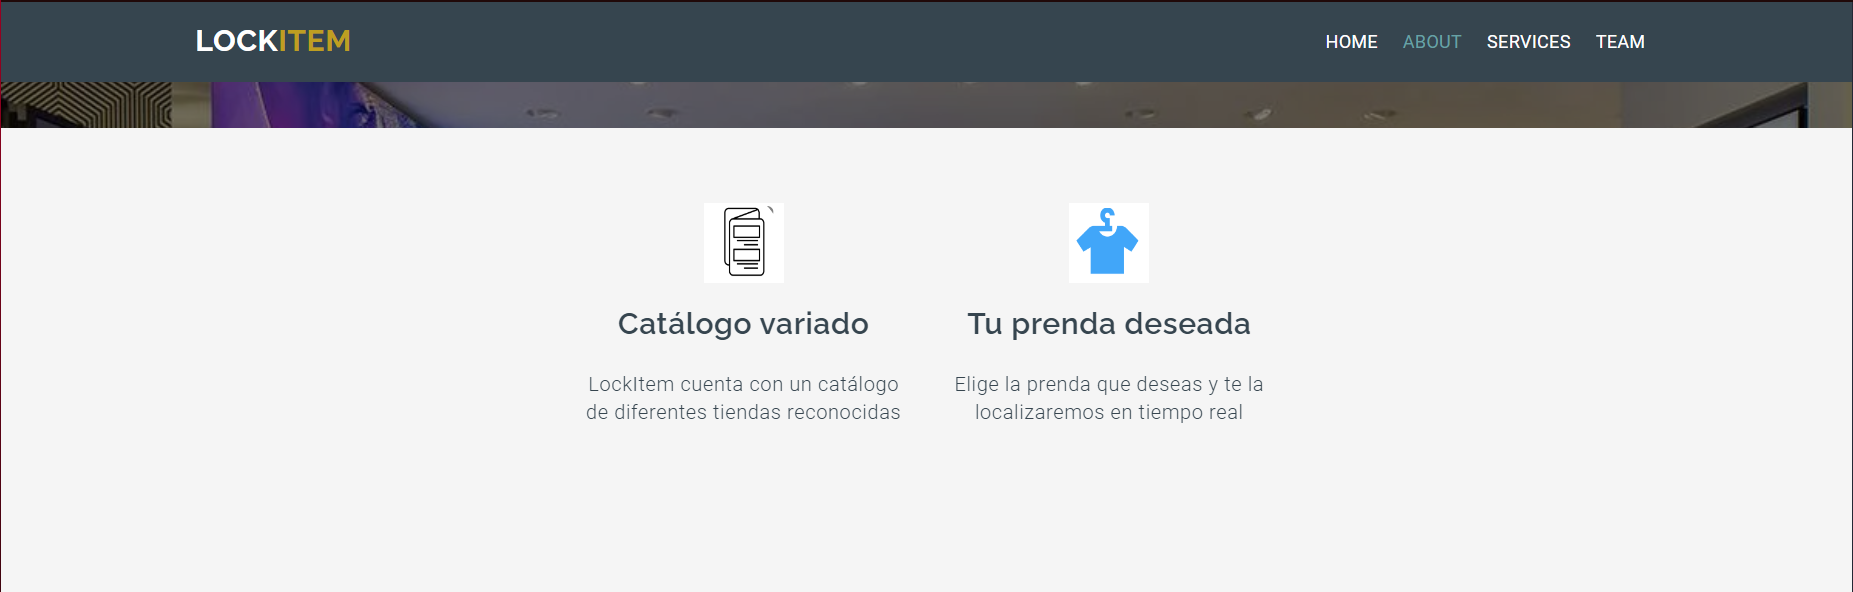 LOCKITEM
HOME ABOUT SERVICES TEAM
Catálogo variado
LockItem cuenta con un catálogo
de diferentes tiendas reconocidas
Tu prenda deseada
Elige la prenda que deseas y te la
localizaremos en tiempo real